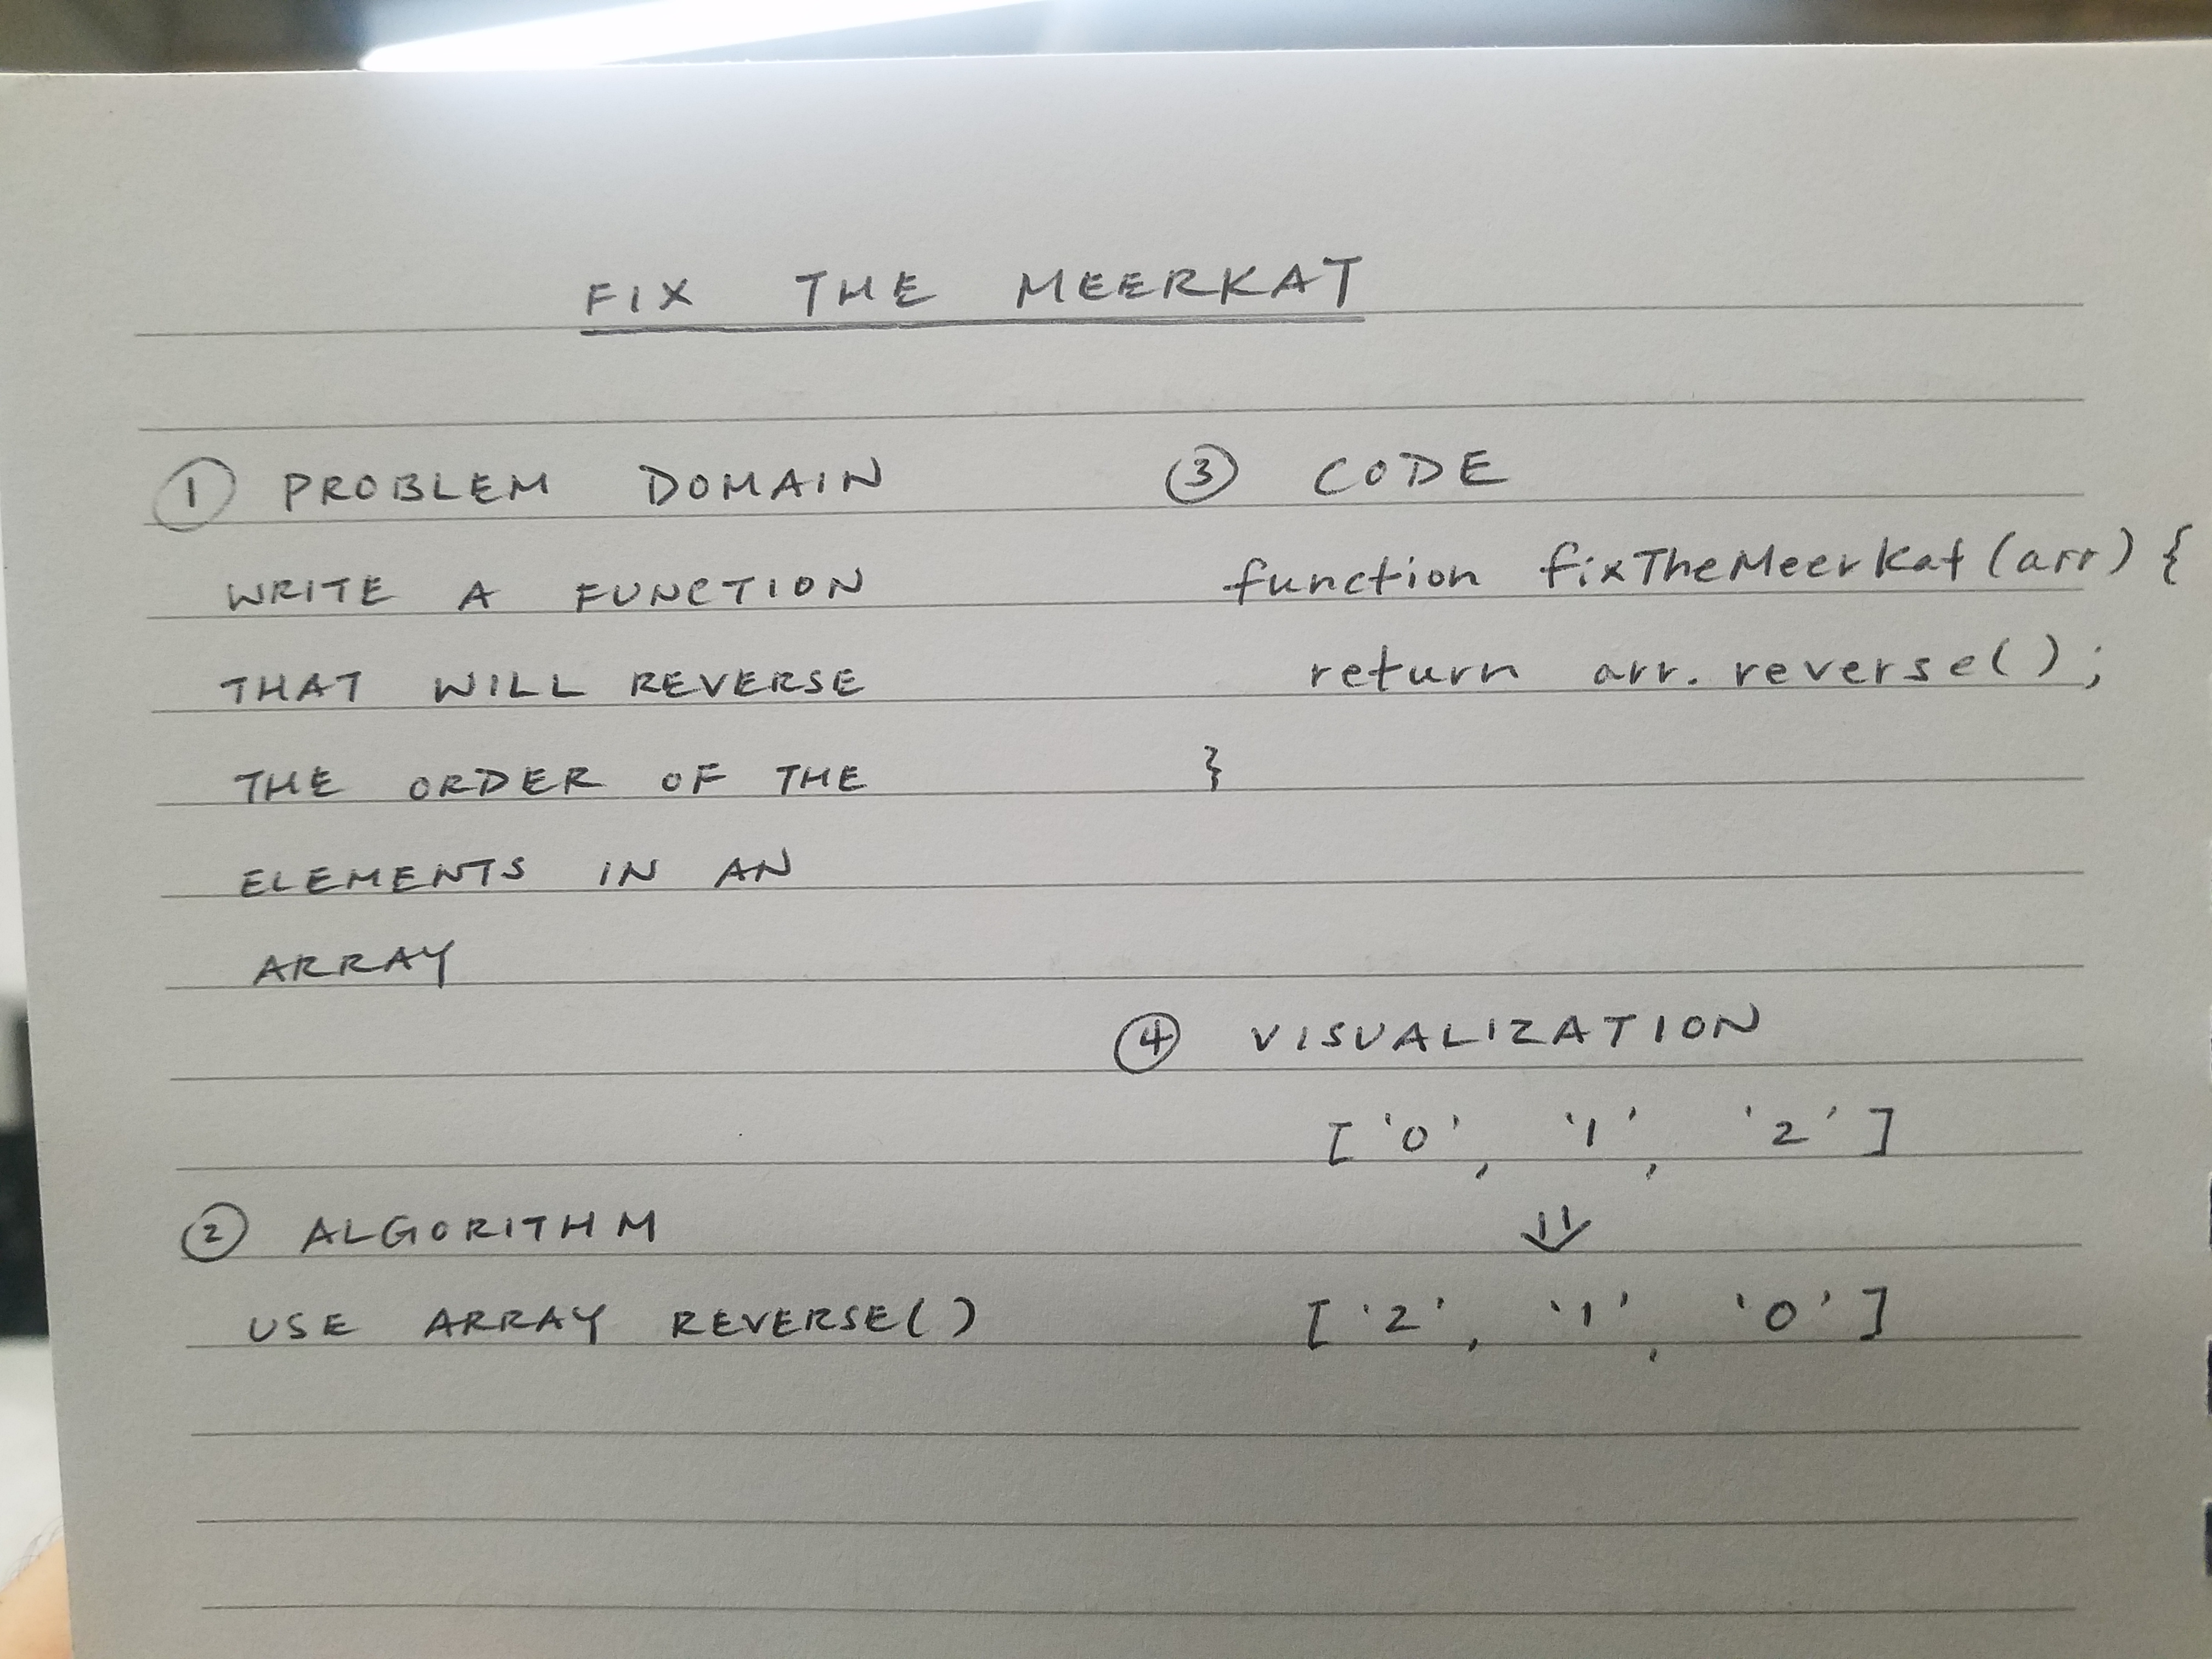 FIX THE MEERKAT
① PROBLEM DOMAIN
WRITE A FUNCTION
THAT WILL REVERSE
THE ORDER OF THE
ELEMENTS IN AN
ARRAY
② ALGORITHM
USE ARRAY REVERSE()
③ CODE
function fixTheMeerkat(arr) {
return arr.reverse();
}
④ VISUALIZATION
['0', '1', '2']
⇓
['2', '1', '0']